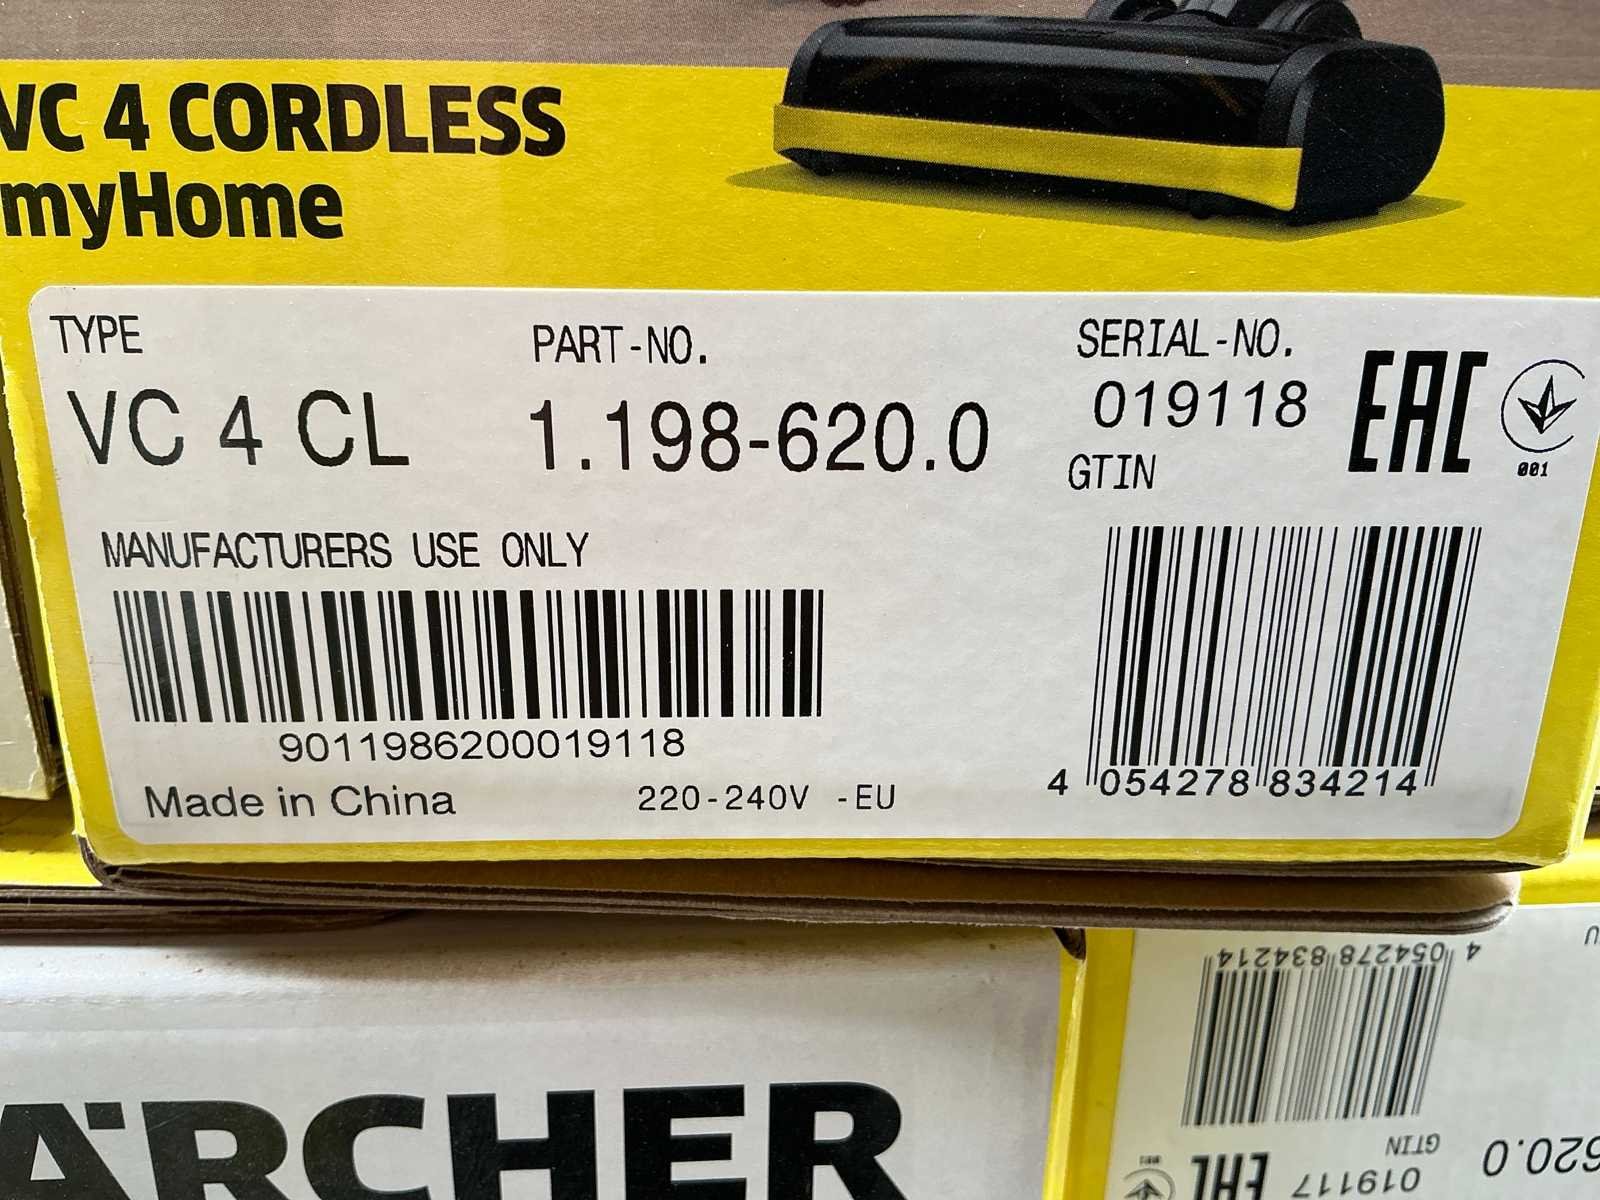 VC 4 CORDLESS
myHome
TYPE
VC 4 CL
PART-NO.
1.198-620.0
SERIAL-NO.
019118
GTIN
EAC
001
MANUFACTURERS USE ONLY
9011986200019118
Made in China
220-240V -EU
4 054278 834214
4 054278 834214
GTIN
019117
EAC
001
620.0
ÄRCHER